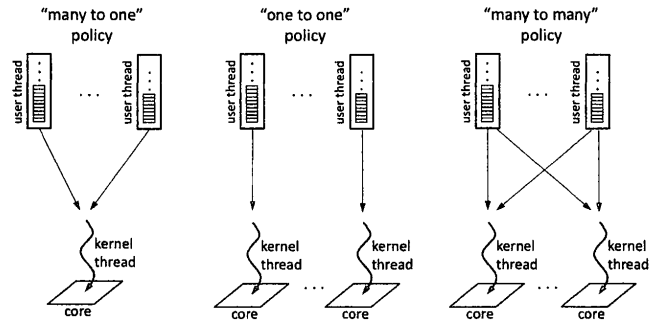 "many to one"
policy
"one to one"
policy
"many to many"
policy
user thread
user thread
user thread
user thread
user thread
user thread
kernel
thread
kernel
thread
kernel
thread
kernel
thread
kernel
thread
core
core
core
core
core